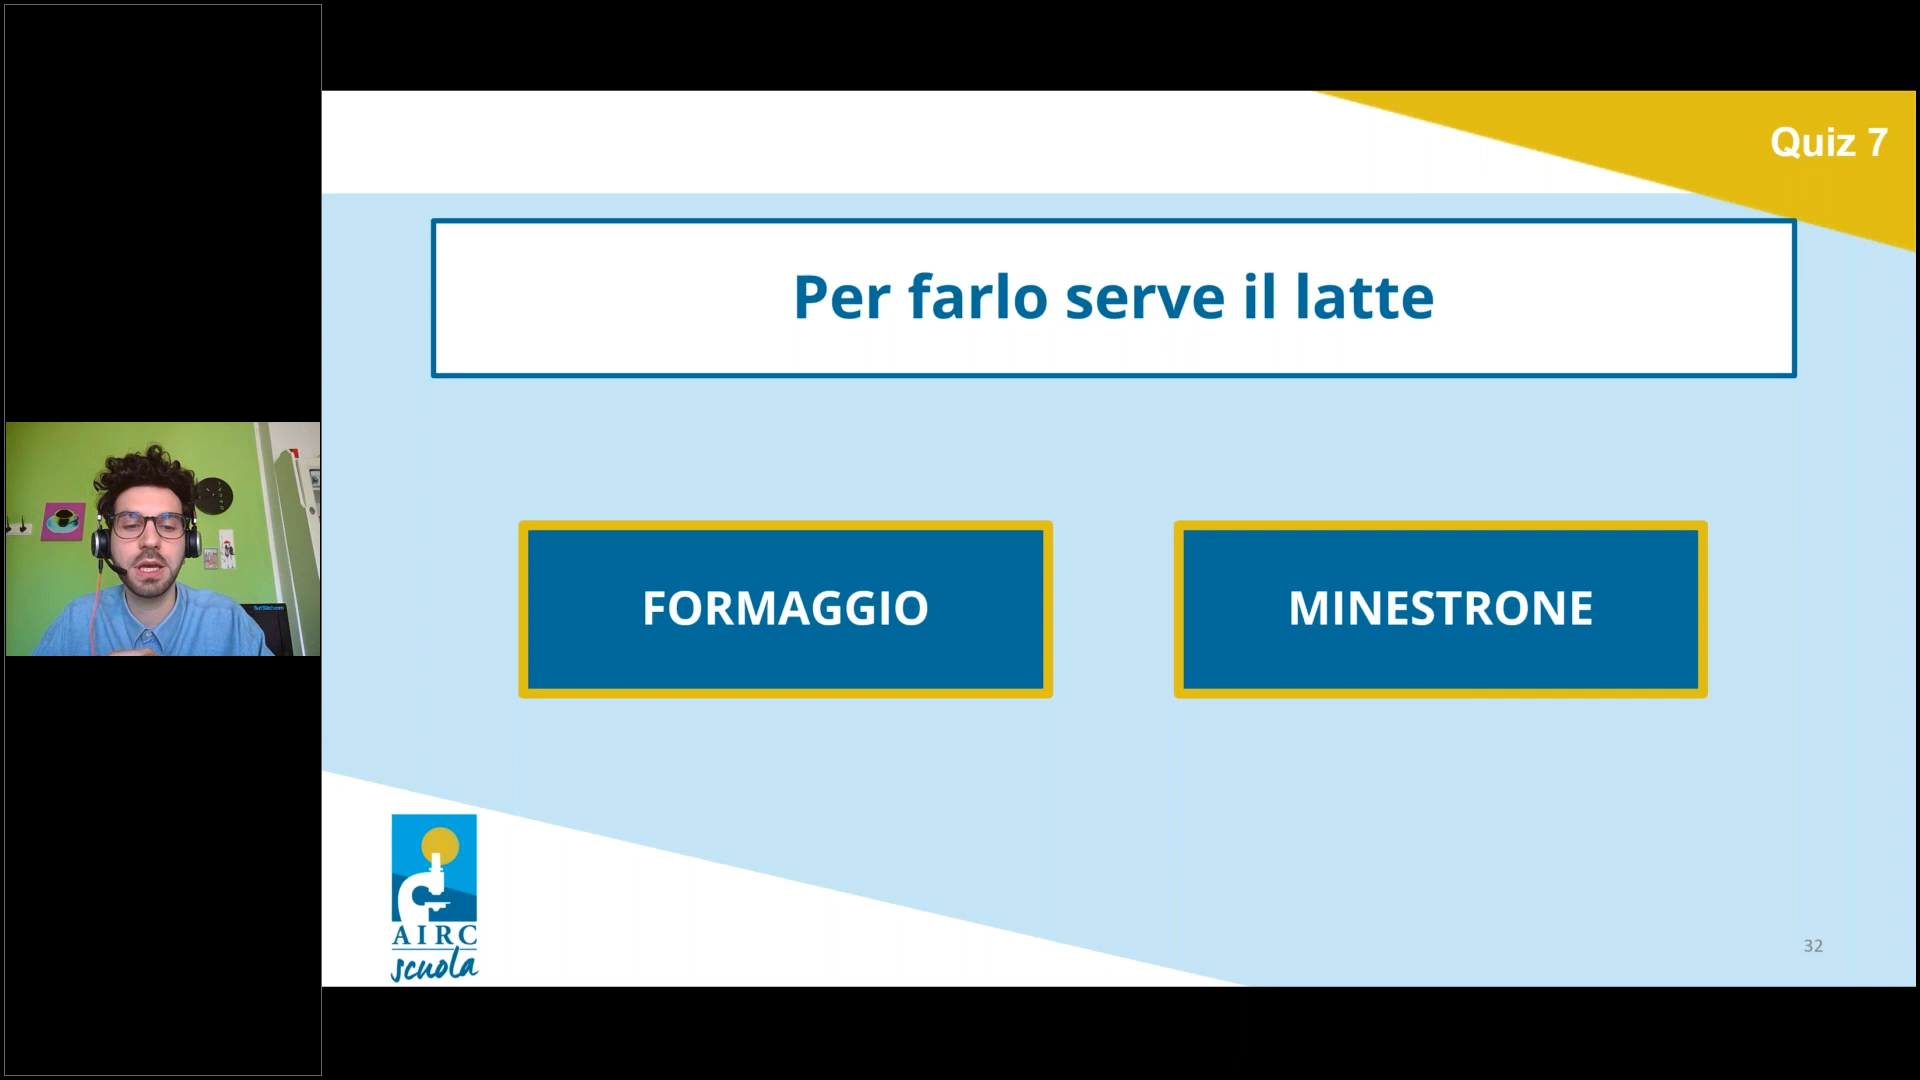 Quiz 7
Per farlo serve il latte
FORMAGGIO
MINESTRONE
AIRC
scuola
32